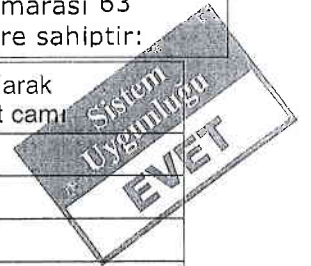 marası 63
re sahiptir:
arak
t camı
Sistem
Uygunluğu
EVET